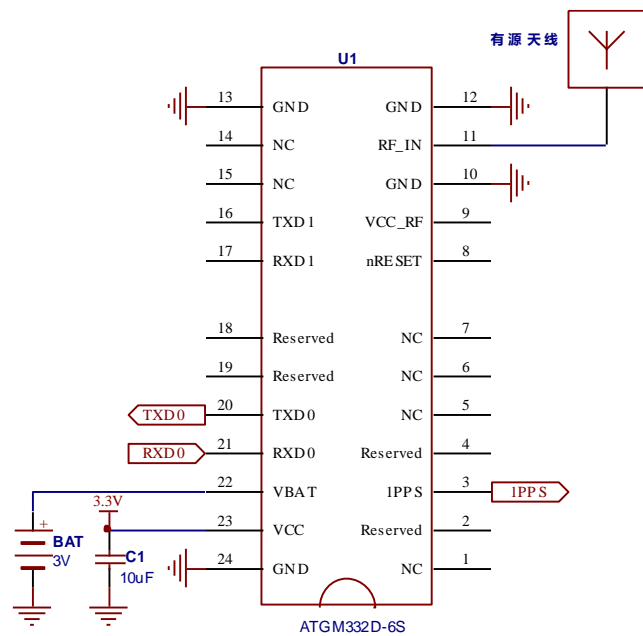 有源天线
U1
13 GND GND 12
14 NC RF_IN 11
15 NC GND 10
16 TXD1 VCC_RF 9
17 RXD1 nRESET 8
18 Reserved NC 7
19 Reserved NC 6
TXD0 20 TXD0 NC 5
RXD0 21 RXD0 Reserved 4
22 VBAT 1PPS 3 1PPS
3.3V
23 VCC Reserved 2
+
BAT
3V
C1
10uF
24 GND NC 1
ATGM332D-6S